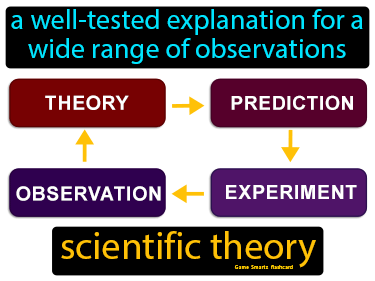 a well-tested explanation for a
wide range of observations
THEORY
PREDICTION
OBSERVATION
EXPERIMENT
scientific theory
Game Smartz flashcard